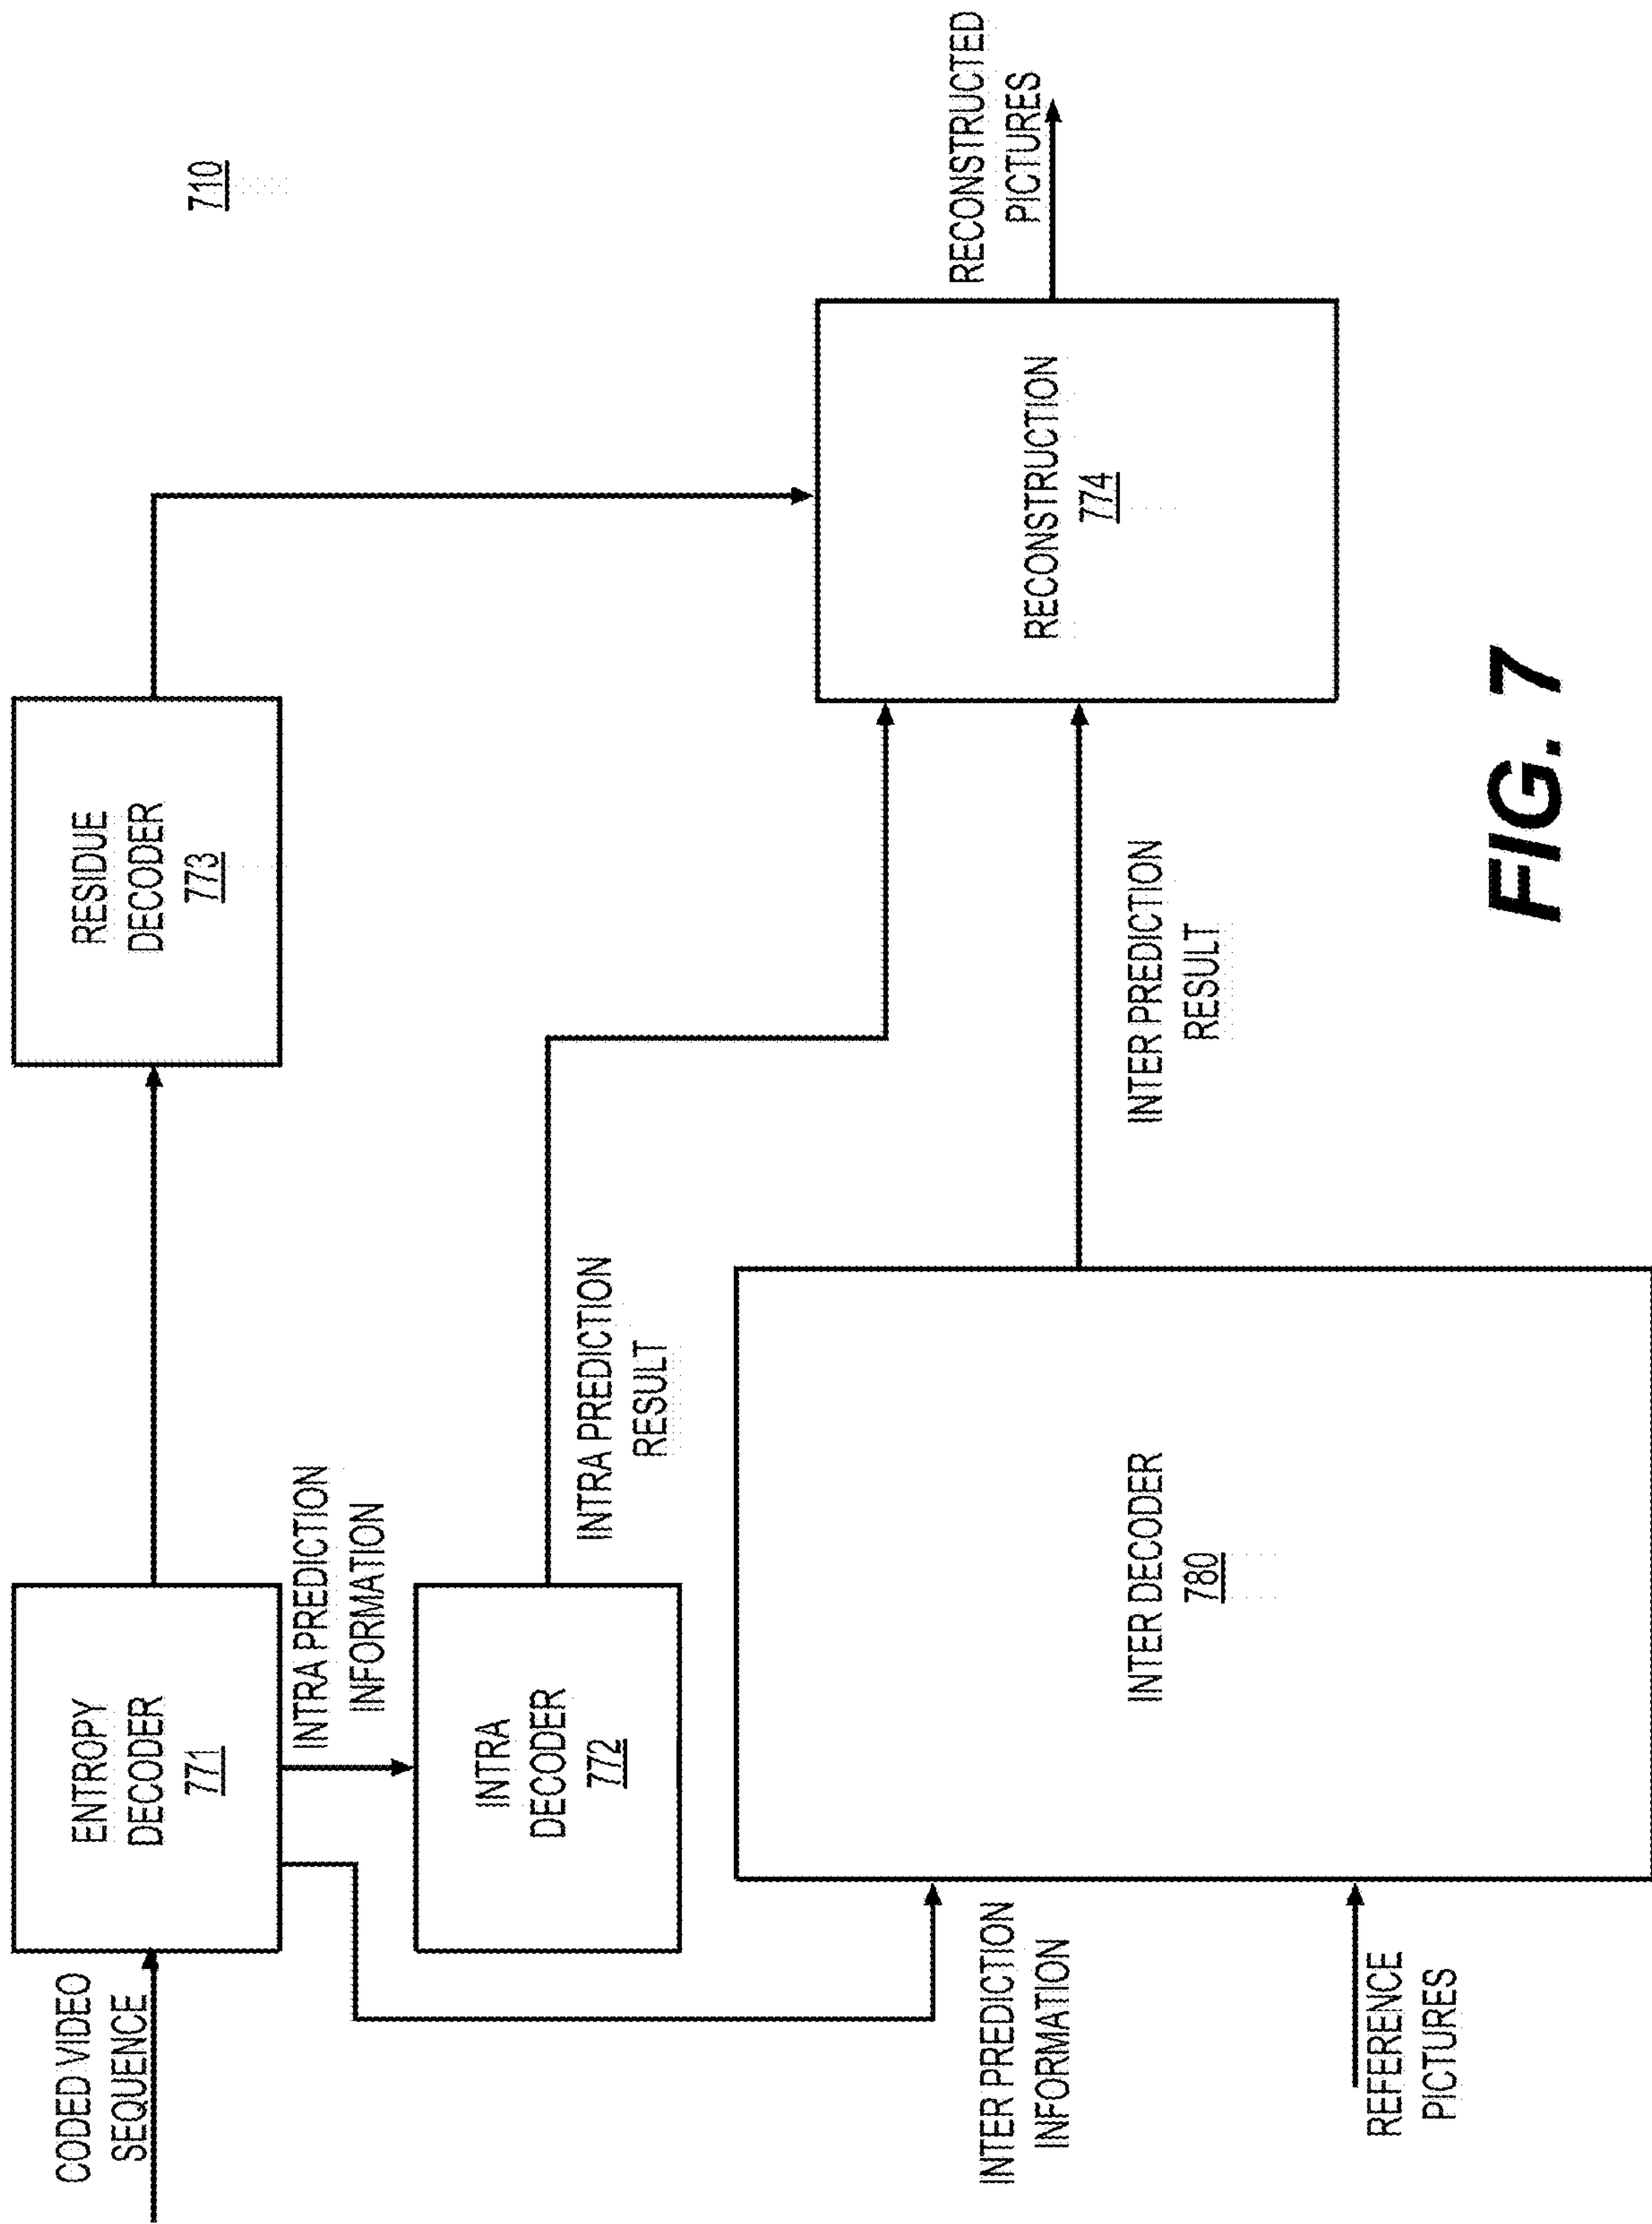 710
CODED VIDEO
SEQUENCE
ENTROPY
DECODER
771
RESIDUE
DECODER
773
INTRA PREDICTION
INFORMATION
INTRA
DECODER
772
INTRA PREDICTION
RESULT
RECONSTRUCTED
PICTURES
RECONSTRUCTION
774
INTER PREDICTION
INFORMATION
INTER DECODER
780
INTER PREDICTION
RESULT
REFERENCE
PICTURES
FIG. 7